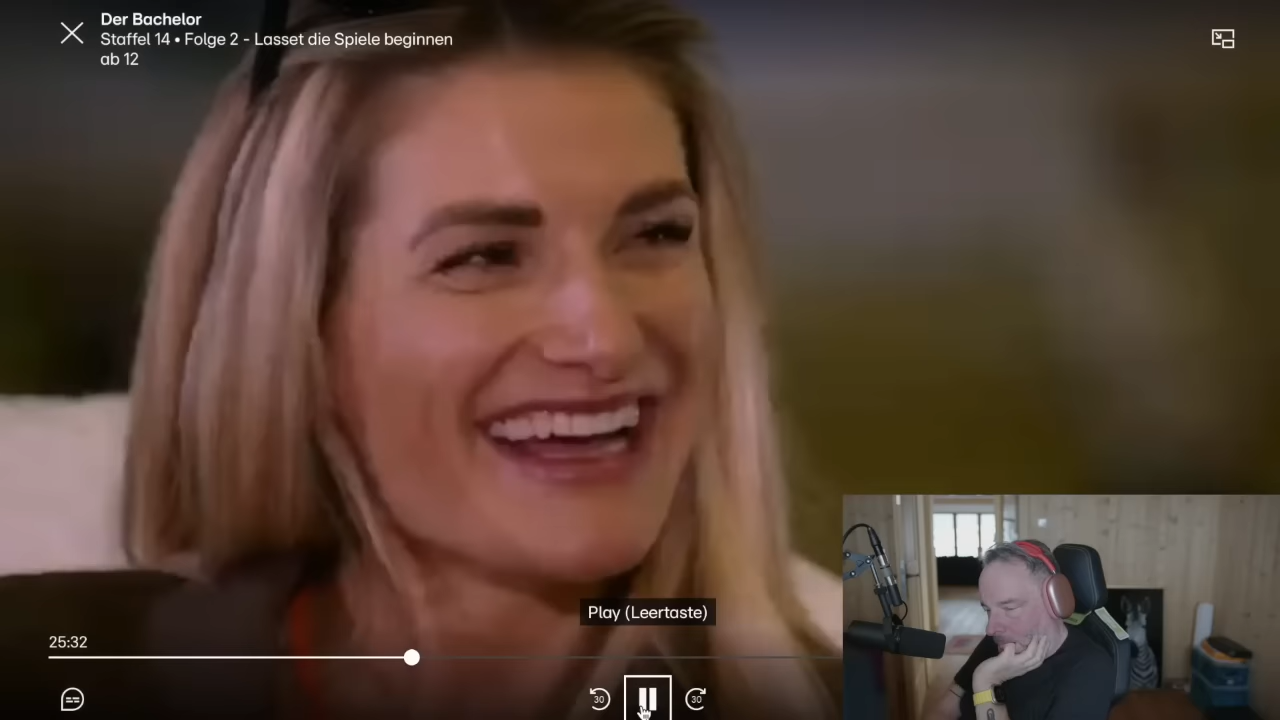 Der Bachelor
Staffel 14 • Folge 2 - Lasset die Spiele beginnen
ab 12
Play (Leertaste)
25:32
30
30